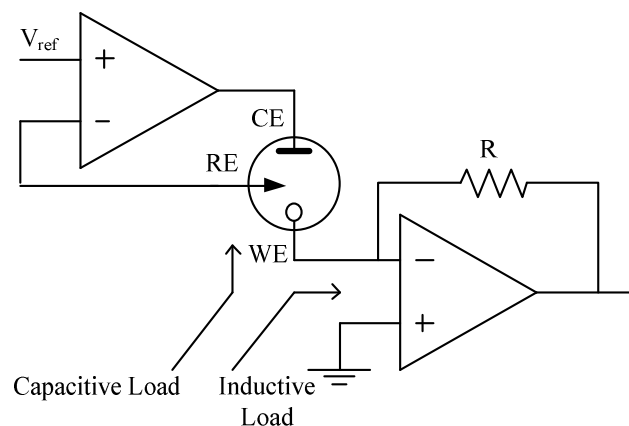 V_ref
+
−
CE
RE
R
WE
−
+
Capacitive Load
Inductive
Load